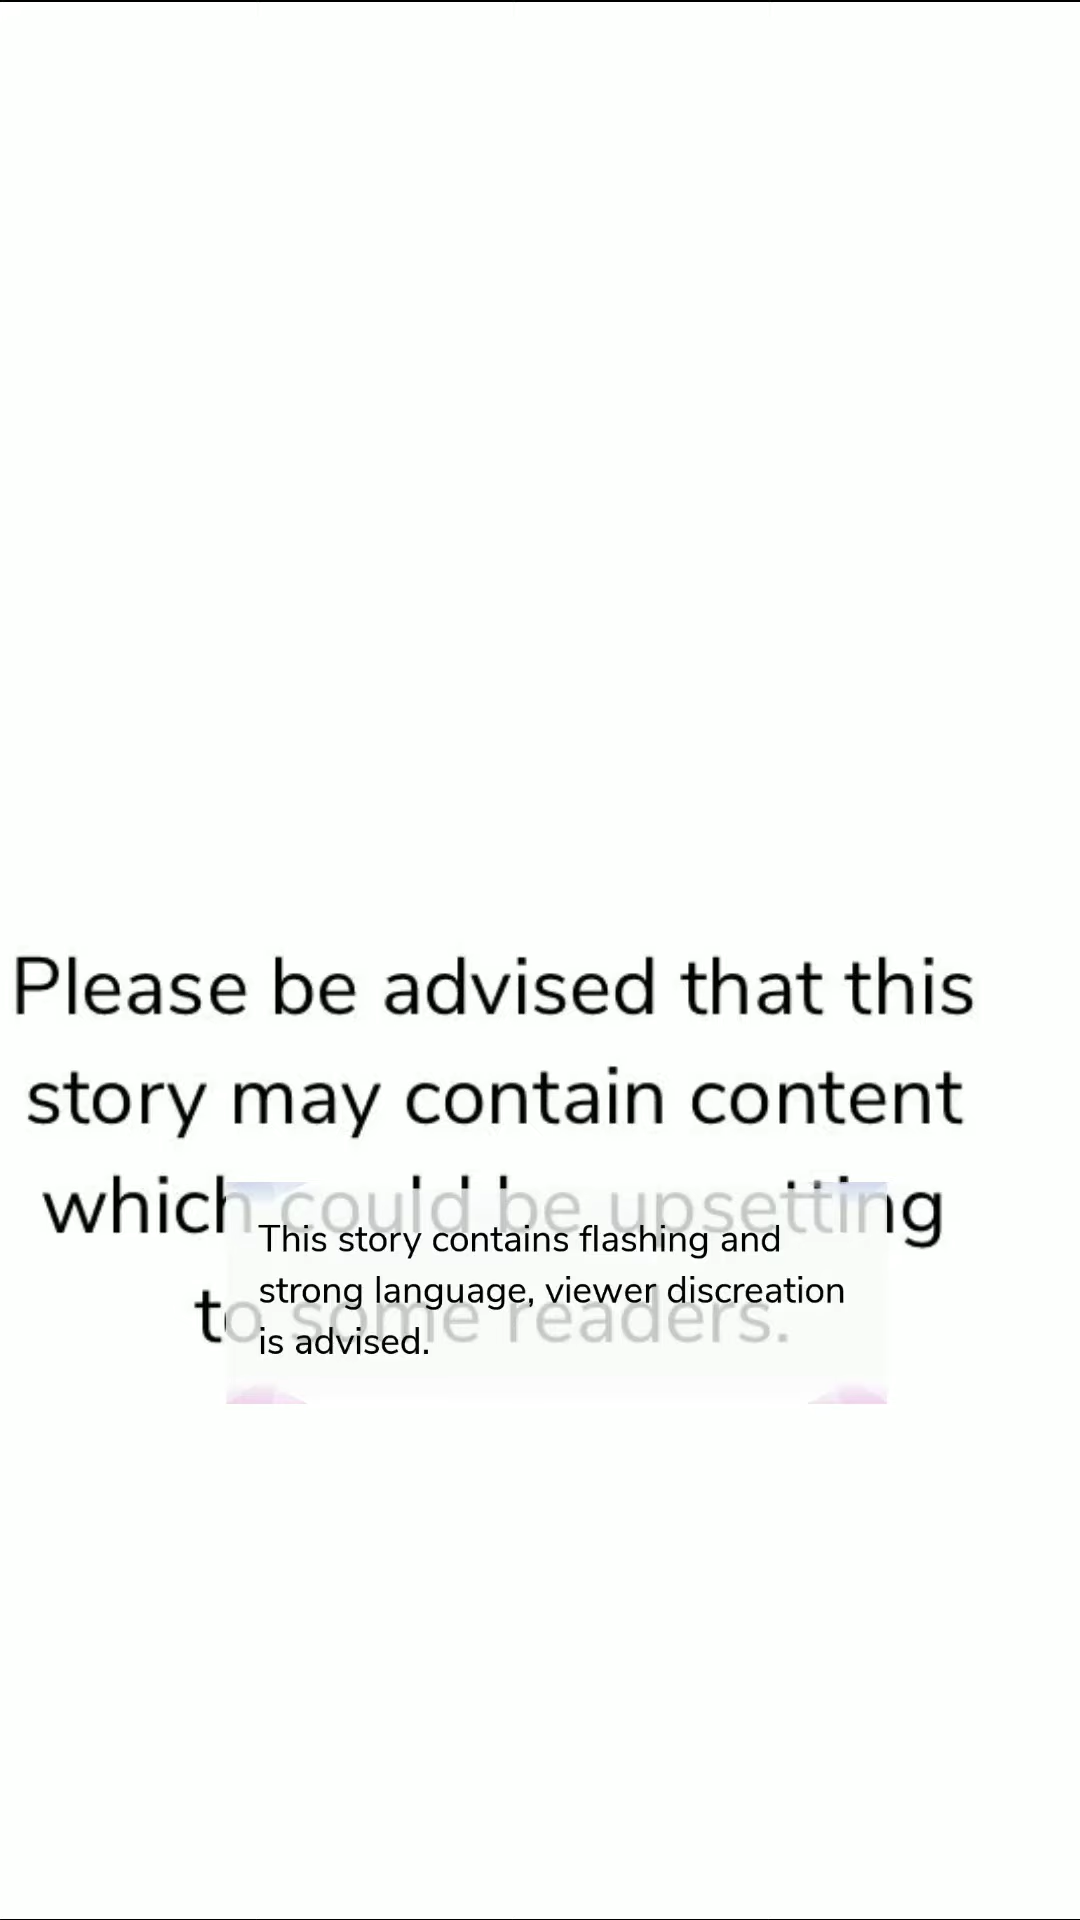 Please be advised that this
story may contain content
which could be upsetting
to some readers.
This story contains flashing and
strong language, viewer discreation
is advised.